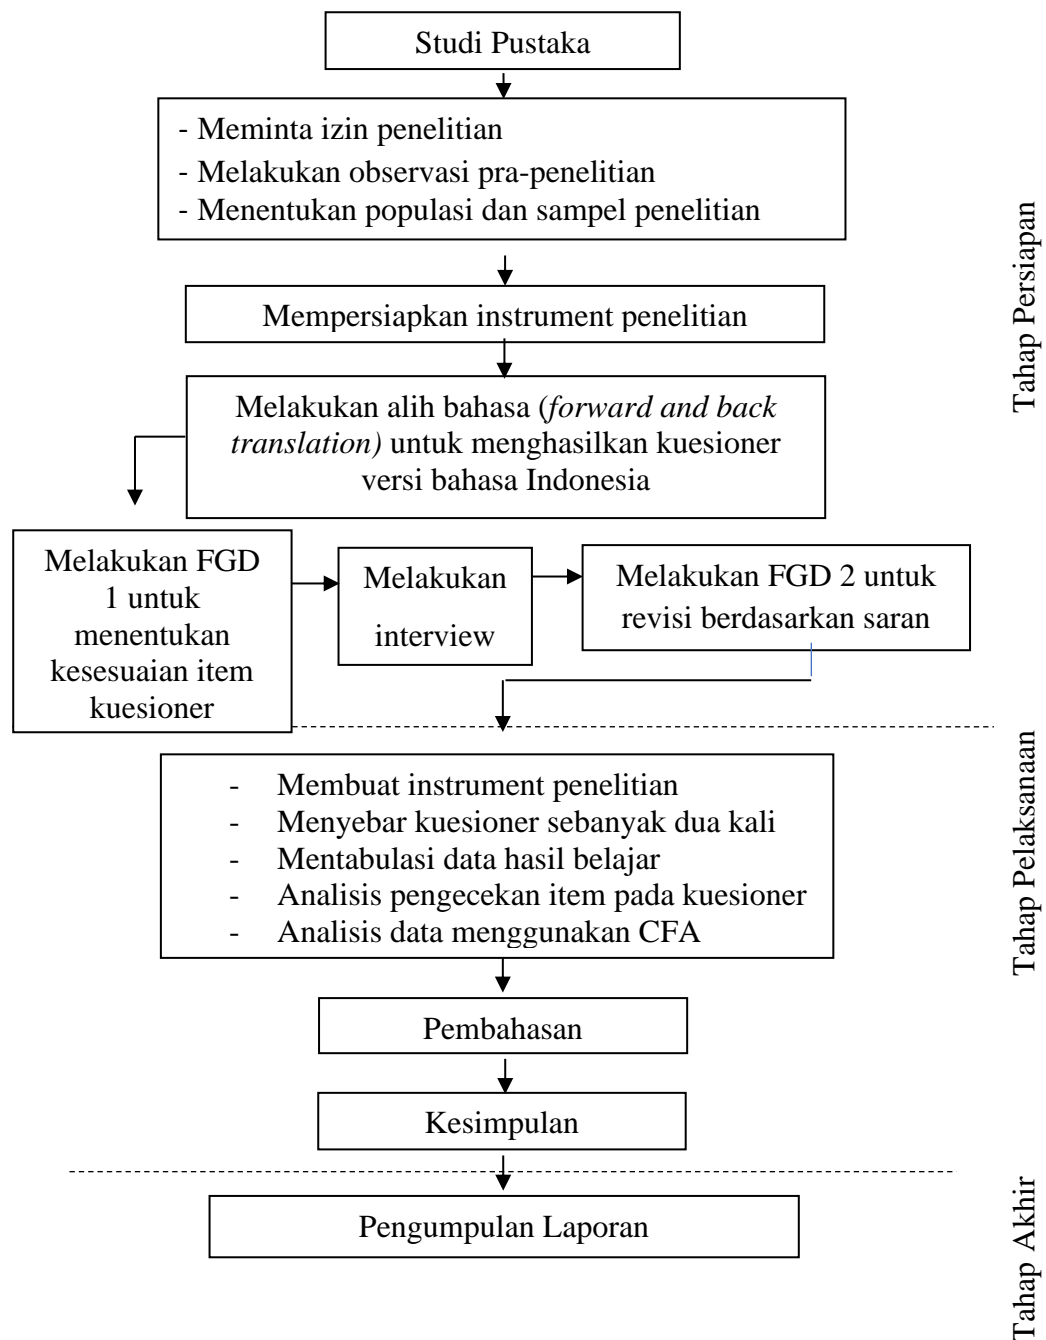 Studi Pustaka
- Meminta izin penelitian
- Melakukan observasi pra-penelitian
- Menentukan populasi dan sampel penelitian
Mempersiapkan instrument penelitian
Melakukan alih bahasa (forward and back
translation) untuk menghasilkan kuesioner
versi bahasa Indonesia
Melakukan FGD
1 untuk
menentukan
kesesuaian item
kuesioner
Melakukan
interview
Melakukan FGD 2 untuk
revisi berdasarkan saran
Tahap Persiapan
- Membuat instrument penelitian
- Menyebar kuesioner sebanyak dua kali
- Mentabulasi data hasil belajar
- Analisis pengecekan item pada kuesioner
- Analisis data menggunakan CFA
Pembahasan
Kesimpulan
Tahap Pelaksanaan
Pengumpulan Laporan
Tahap Akhir